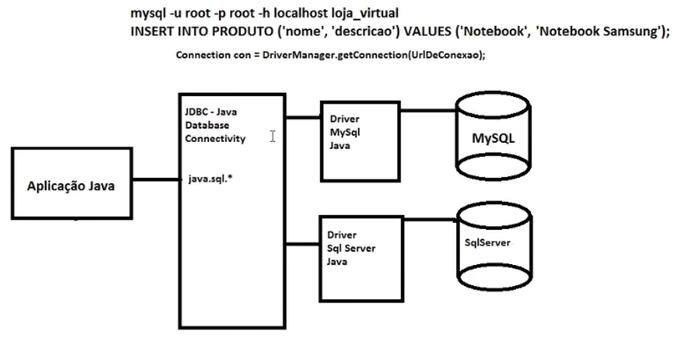 mysql -u root -p root -h localhost loja_virtual
INSERT INTO PRODUTO ('nome', 'descricao') VALUES ('Notebook', 'Notebook Samsung');
Connection con = DriverManager.getConnection(UrlDeConexao);
Aplicação Java
JDBC - Java
Database
Connectivity
java.sql.*
Driver
MySql
Java
MySQL
Driver
Sql Server
Java
SqlServer